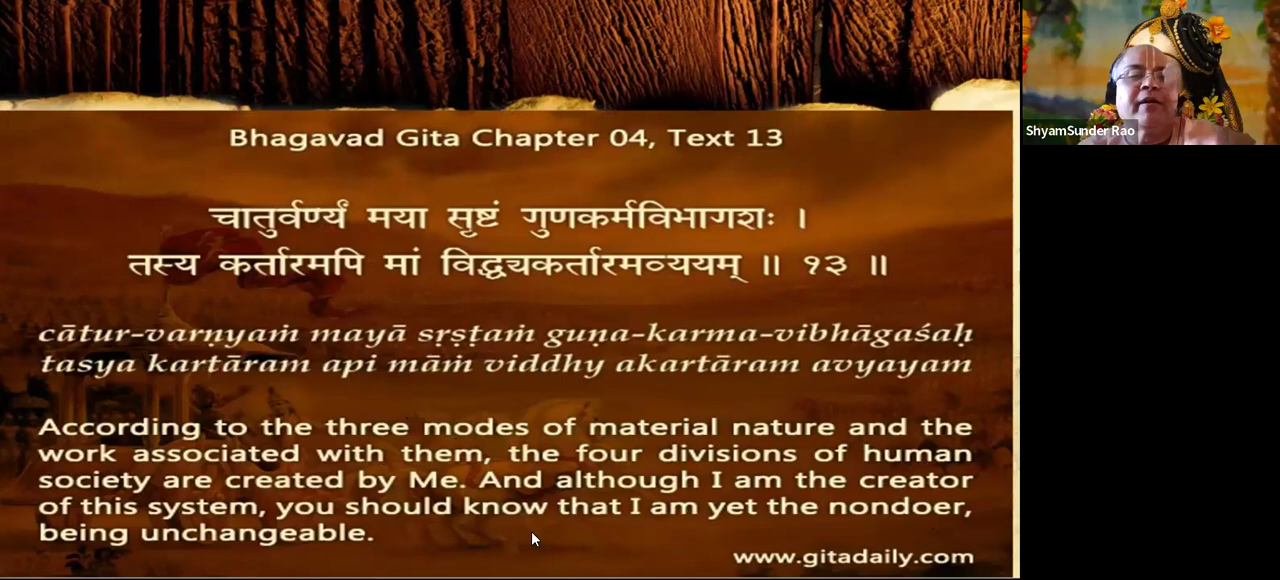 Bhagavad Gita Chapter 04, Text 13
चातुर्वर्ण्यं मया सृष्टं गुणकर्मविभागशः ।
तस्य कर्तारमपि मां विद्ध्यकर्तारमव्ययम् ॥ १३ ॥
cātur-varṇyaṁ mayā sṛṣṭaṁ guṇa-karma-vibhāgaśaḥ
tasya kartāram api māṁ viddhy akartāram avyayam
According to the three modes of material nature and the
work associated with them, the four divisions of human
society are created by Me. And although I am the creator
of this system, you should know that I am yet the nondoer,
being unchangeable.
www.gitadaily.com
ShyamSunder Rao